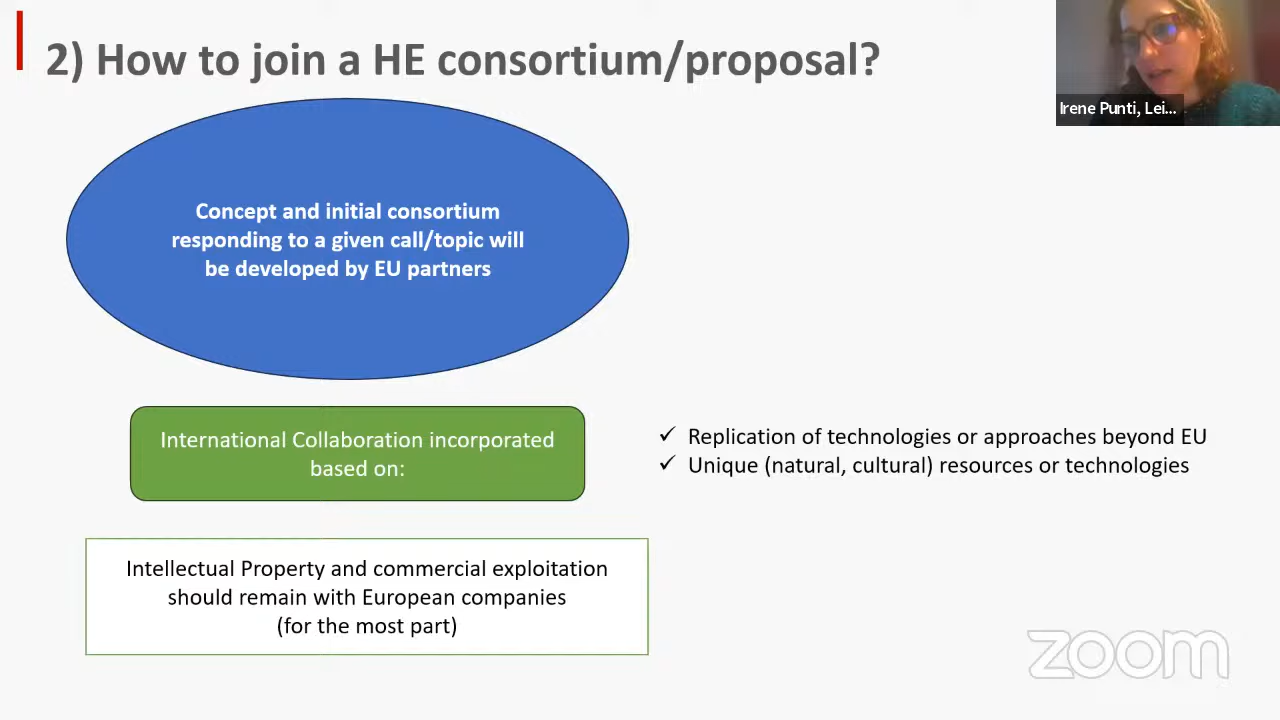 2) How to join a HE consortium/proposal?
Irene Punti, Lei...
Concept and initial consortium
responding to a given call/topic will
be developed by EU partners
International Collaboration incorporated
based on:
✓ Replication of technologies or approaches beyond EU
✓ Unique (natural, cultural) resources or technologies
Intellectual Property and commercial exploitation
should remain with European companies
(for the most part)
zoom